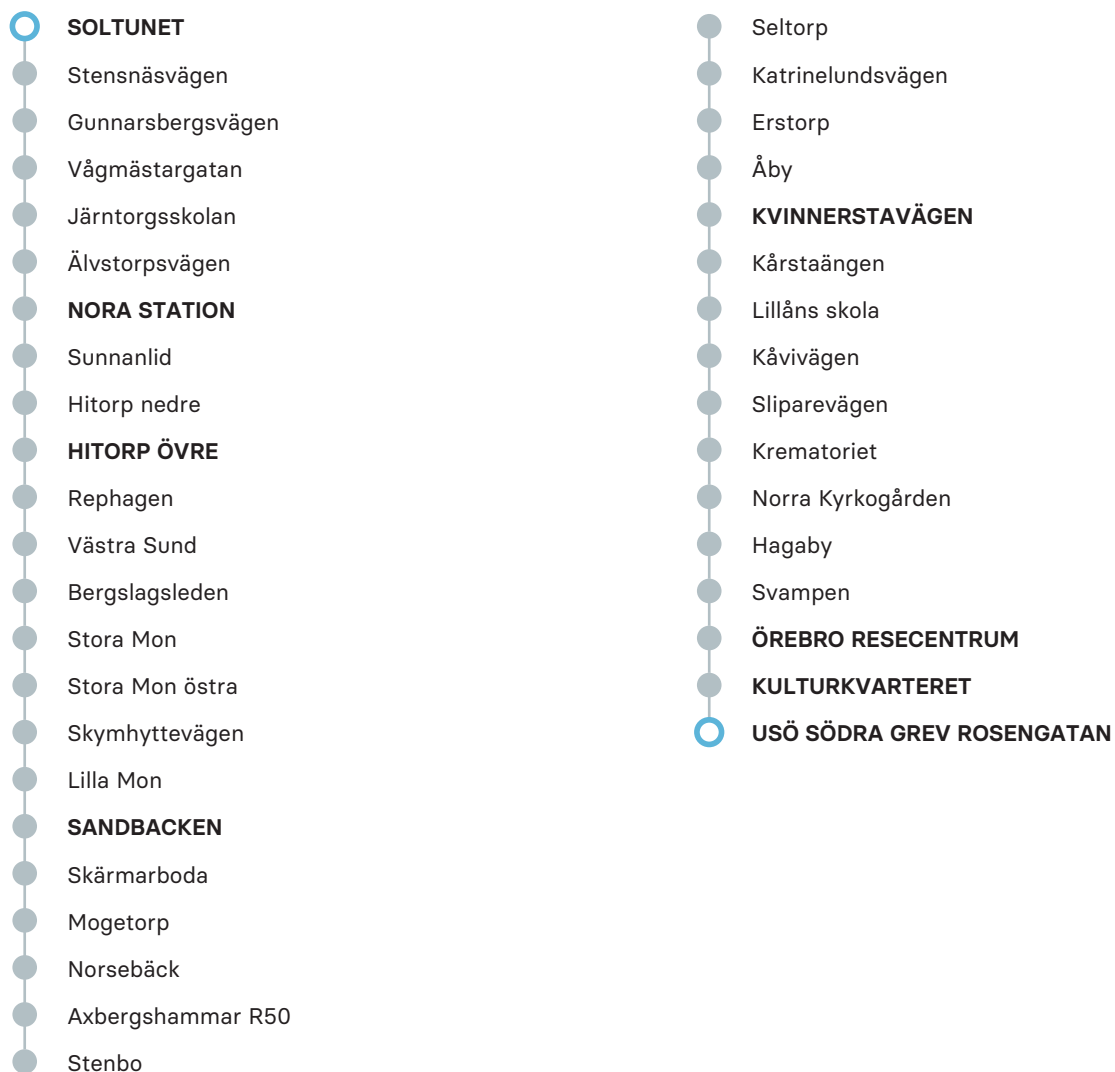 SOLTUNET
Stensnäsvägen
Gunnarsbergsvägen
Vågmästargatan
Järntorgsskolan
Älvstorpsvägen
NORA STATION
Sunnanlid
Hitorp nedre
HITORP ÖVRE
Rephagen
Västra Sund
Bergslagsleden
Stora Mon
Stora Mon östra
Skymhyttevägen
Lilla Mon
SANDBACKEN
Skärmarboda
Mogetorp
Norsebäck
Axbergshammar R50
Stenbo
Seltorp
Katrinelundsvägen
Erstorp
Åby
KVINNERSTAVÄGEN
Kårstaängen
Lillåns skola
Kåvivägen
Sliparevägen
Krematoriet
Norra Kyrkogården
Hagaby
Svampen
ÖREBRO RESECENTRUM
KULTURKVARTERET
USÖ SÖDRA GREV ROSENGATAN